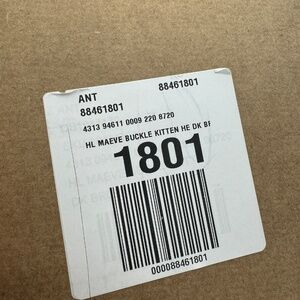 ANT 88461801
88461801
4313 94611 0009 220 8720
HL MAEVE BUCKLE KITTEN HE DK BF
1801
000088461801